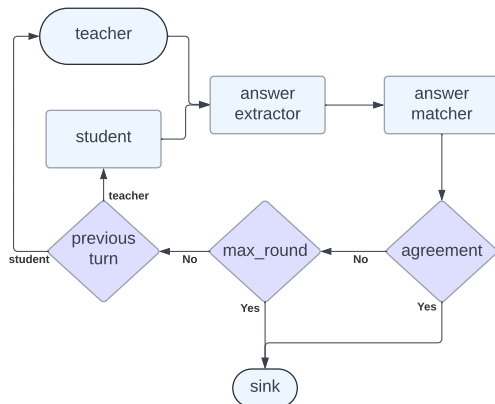 teacher
answer
extractor
answer
matcher
student
teacher
previous
turn
max_round
agreement
student
No
No
Yes
Yes
sink